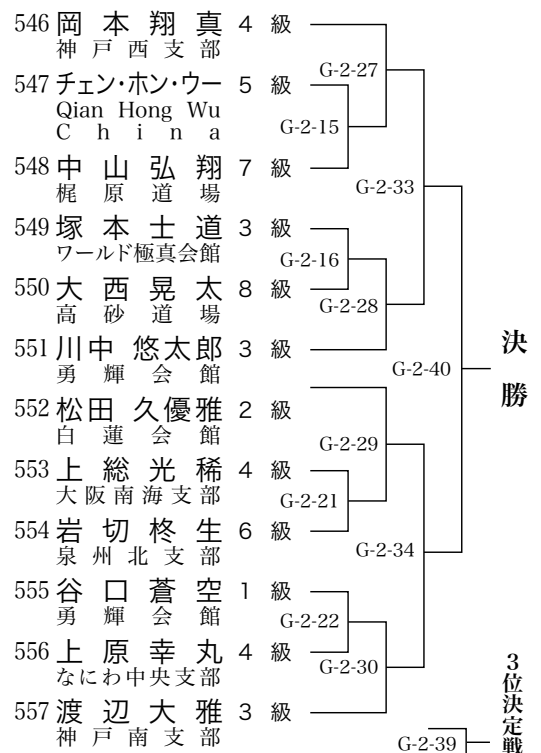 546 岡本翔真 4 級
神戸西支部
547 チェン・ホン・ウー 5 級
Qian Hong Wu
China
548 中山弘翔 7 級
梶原道場
549 塚本士道 3 級
ワールド極真会館
550 大西晃太 8 級
高砂道場
551 川中 悠太郎 3 級
勇輝会館
552 松田 久優雅 2 級
白蓮会館
553 上総光稀 4 級
大阪南海支部
554 岩切柊生 6 級
泉州北支部
555 谷口蒼空 1 級
勇輝会館
556 上原幸丸 4 級
なにわ中央支部
557 渡辺大雅 3 級
神戸南支部
G-2-27
G-2-15
G-2-33
G-2-16
G-2-28
G-2-40
G-2-29
G-2-21
G-2-34
G-2-22
G-2-30
G-2-39
決勝
3位決定戦